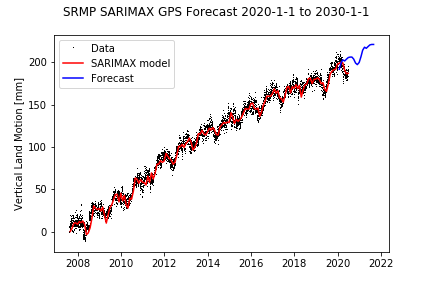 SRMP SARIMAX GPS Forecast 2020-1-1 to 2030-1-1
Data
SARIMAX model
Forecast
Vertical Land Motion [mm]
200
150
100
50
0
2008 2010 2012 2014 2016 2018 2020 2022